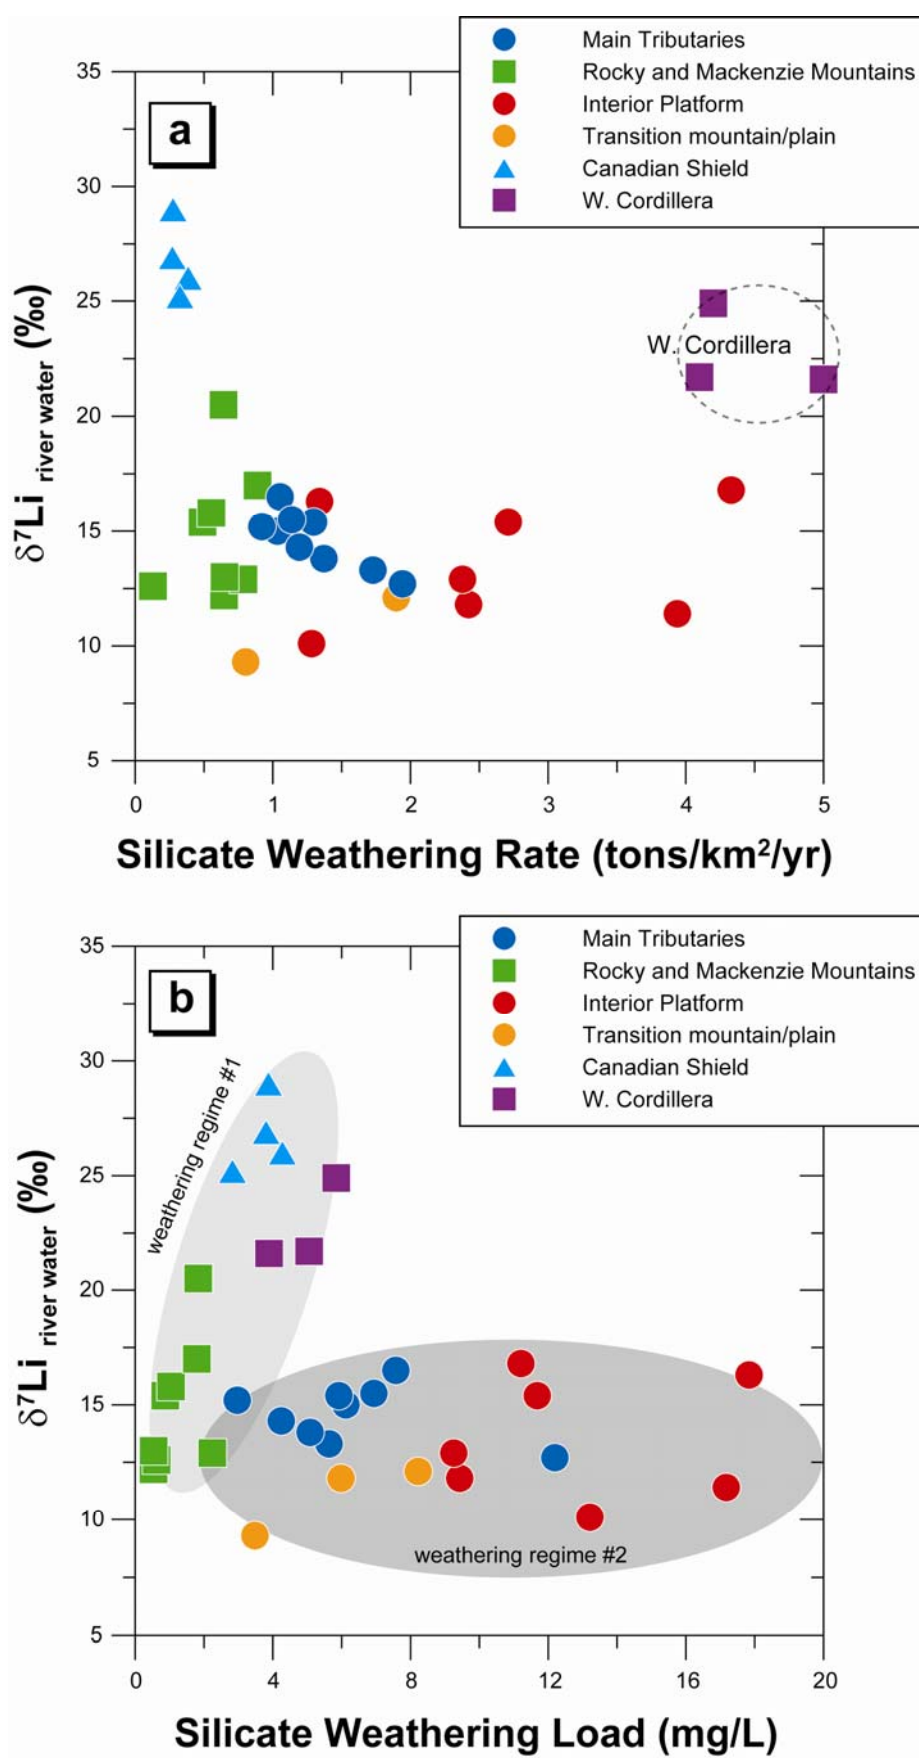 Main Tributaries
Rocky and Mackenzie Mountains
Interior Platform
Transition mountain/plain
Canadian Shield
W. Cordillera
a
35
30
25
20
15
10
5
δ⁷Li river water (‰)
W. Cordillera
0 1 2 3 4 5
Silicate Weathering Rate (tons/km²/yr)
Main Tributaries
Rocky and Mackenzie Mountains
Interior Platform
Transition mountain/plain
Canadian Shield
W. Cordillera
b
35
30
25
20
15
10
5
δ⁷Li river water (‰)
weathering regime #1
weathering regime #2
0 4 8 12 16 20
Silicate Weathering Load (mg/L)